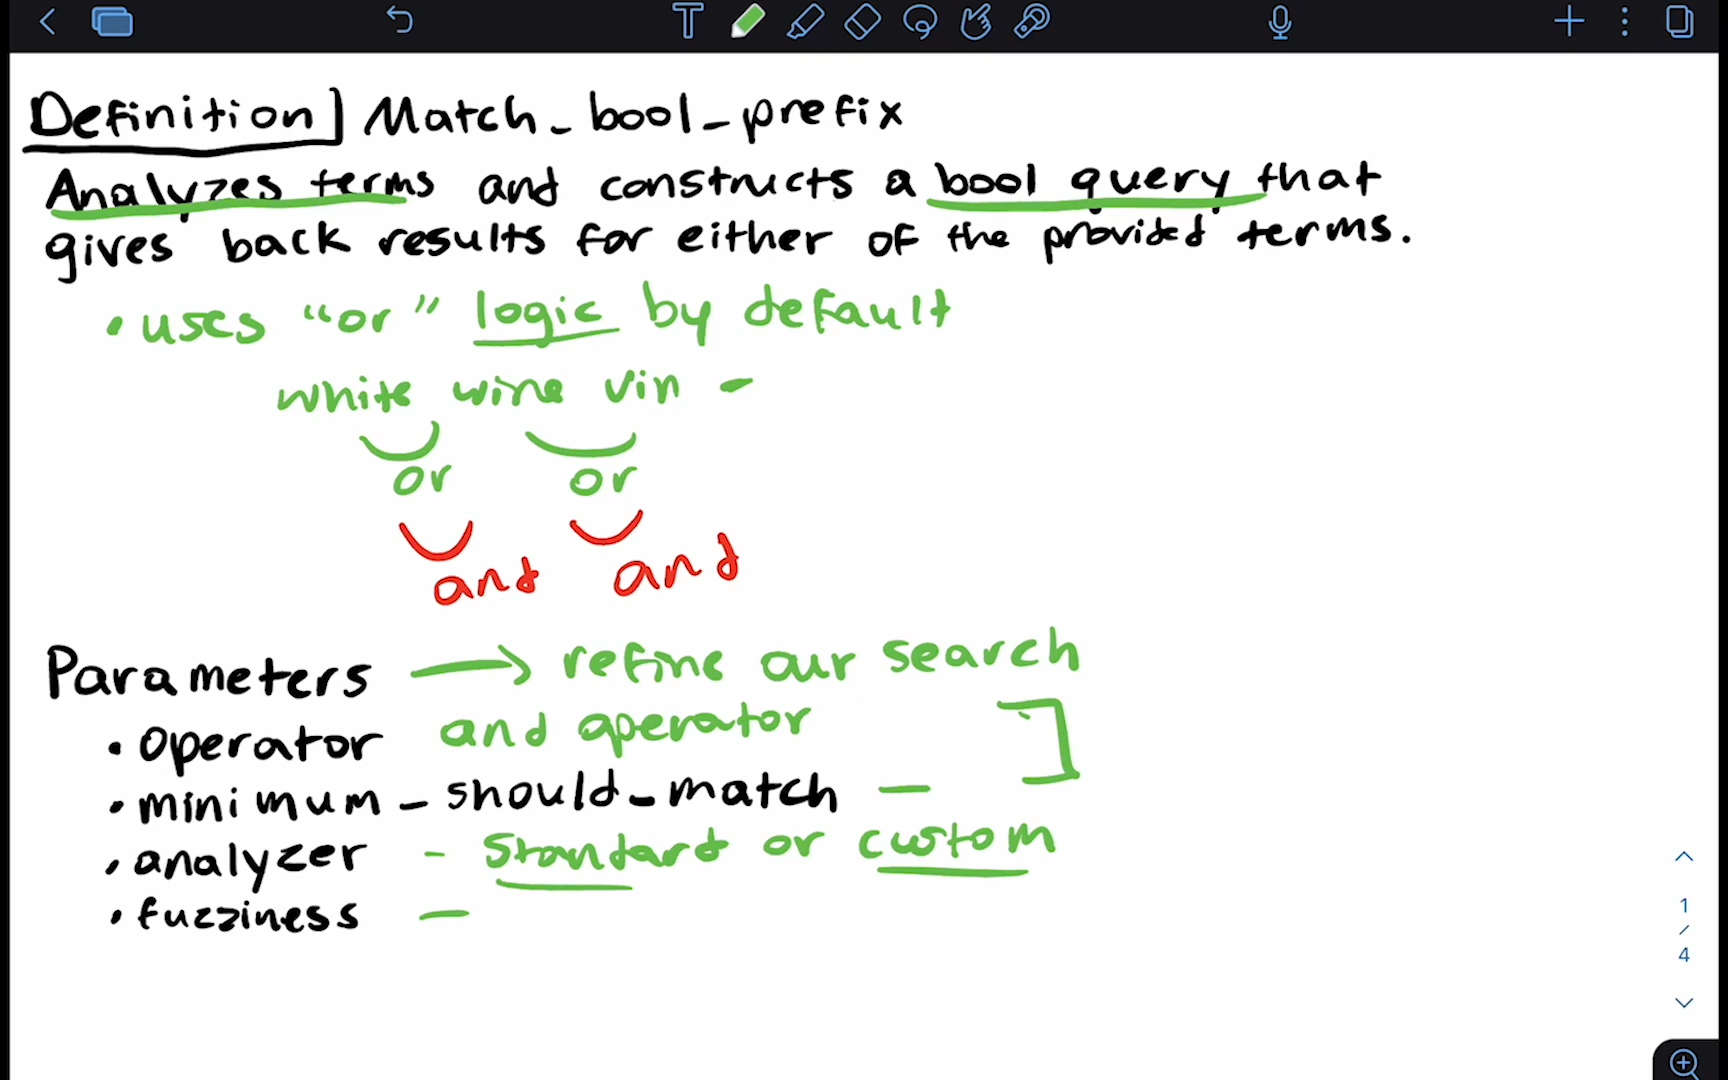 Definition] Match_bool_prefix
Analyzes terms and constructs a bool query that
gives back results for either of the provided terms.
• uses "or" logic by default
white wine vin -
or or
and and
Parameters → refine our search
• operator and operator
• minimum_should_match -
• analyzer - standard or custom
• fuzziness -
1
/
4